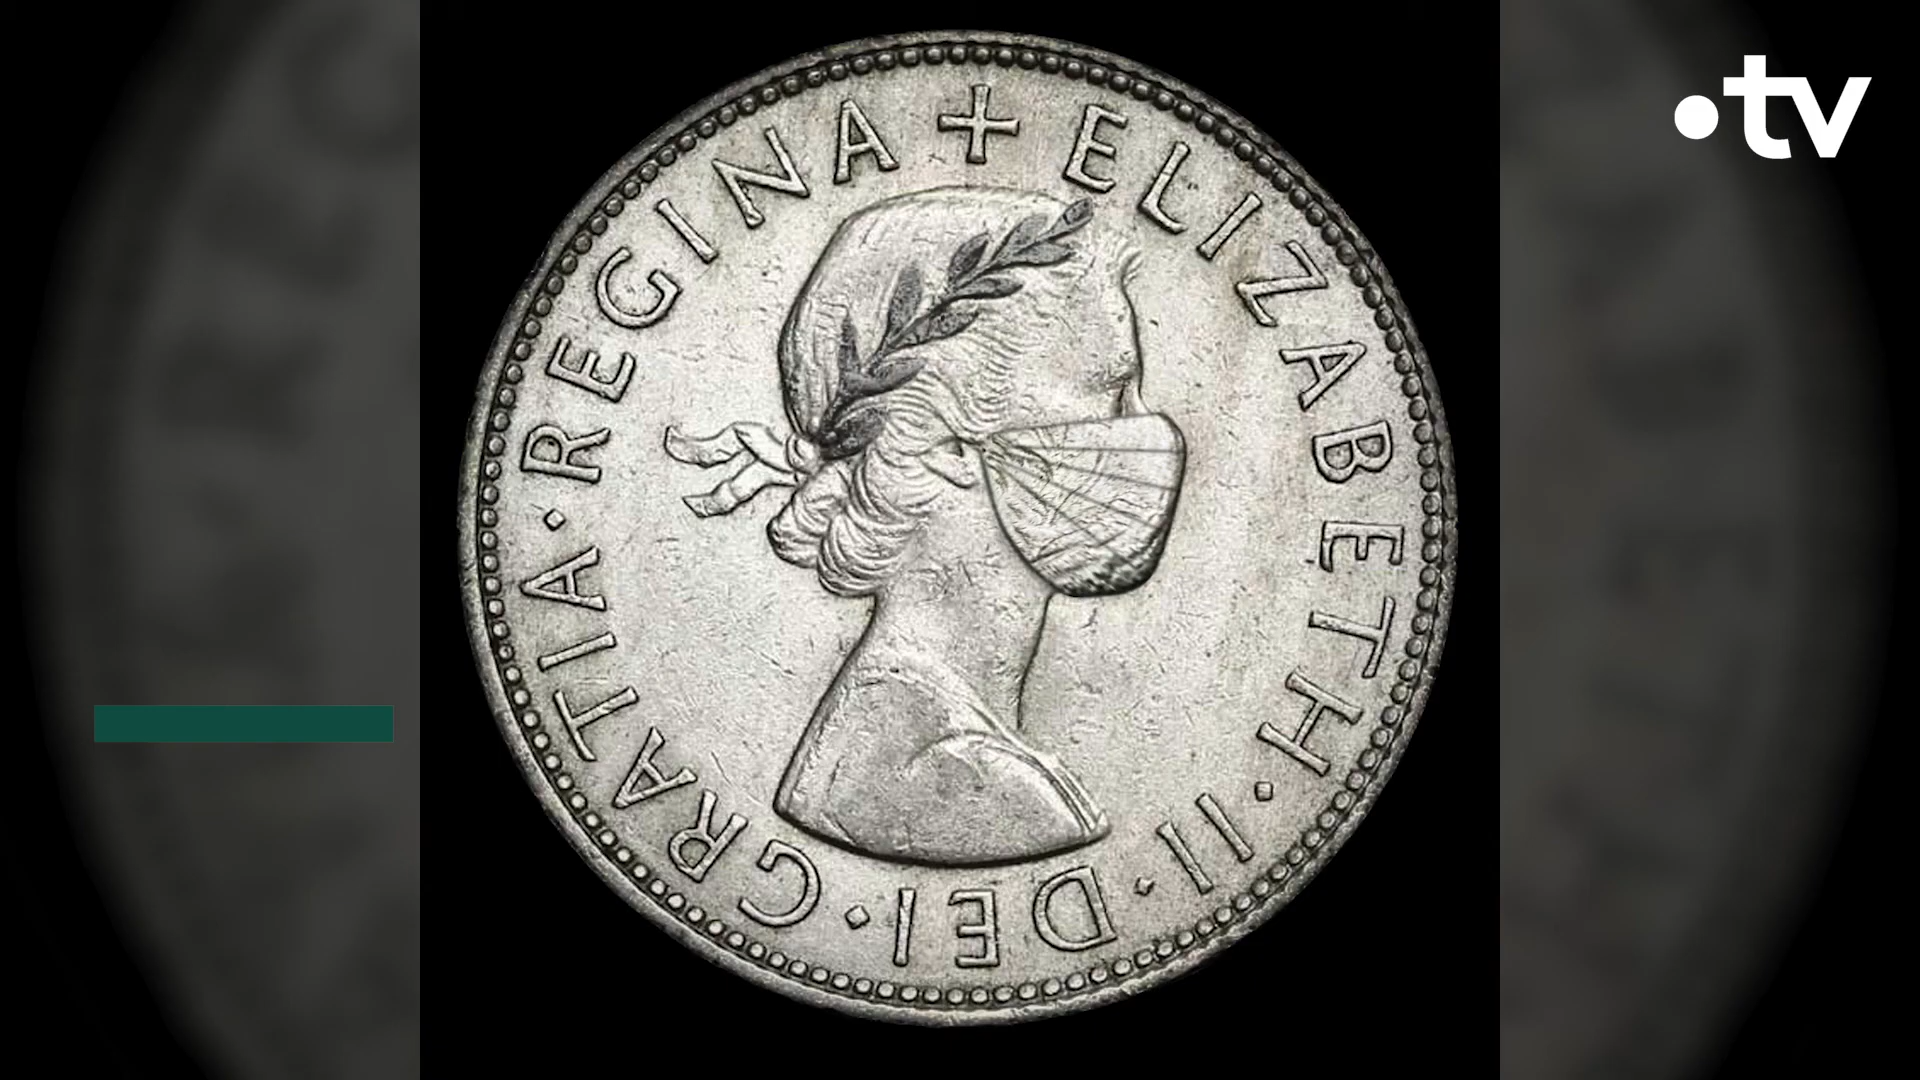 + ELIZABETH · II · DEI · GRATIA · REGINA
.tv